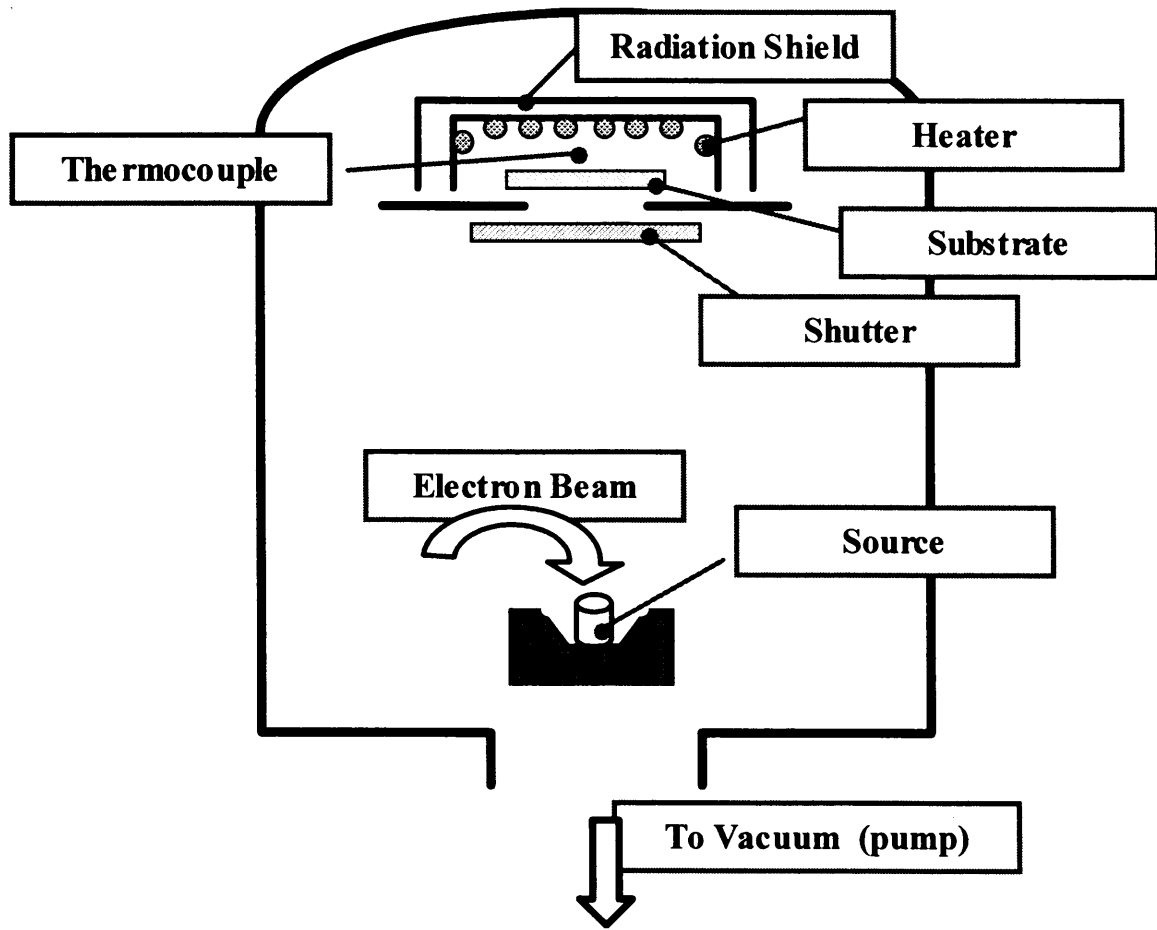 Radiation Shield
Heater
Thermocouple
Substrate
Shutter
Electron Beam
Source
To Vacuum (pump)